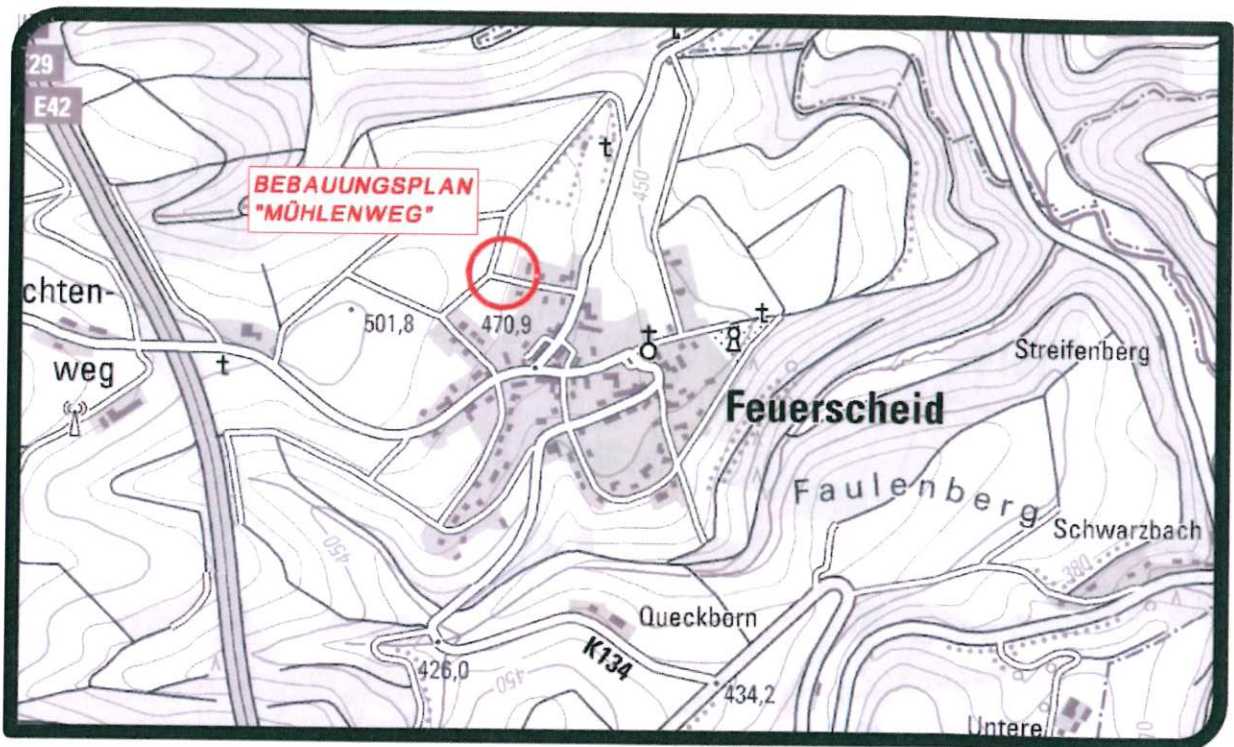 E42
BEBAUUNGSPLAN
"MÜHLENWEG"
450
chten-
weg
501,8
470,9
Streifenberg
Feuerscheid
Faulenberg
Schwarzbach
380
450
Queckborn
K134
426,0
450
434,2
Untere